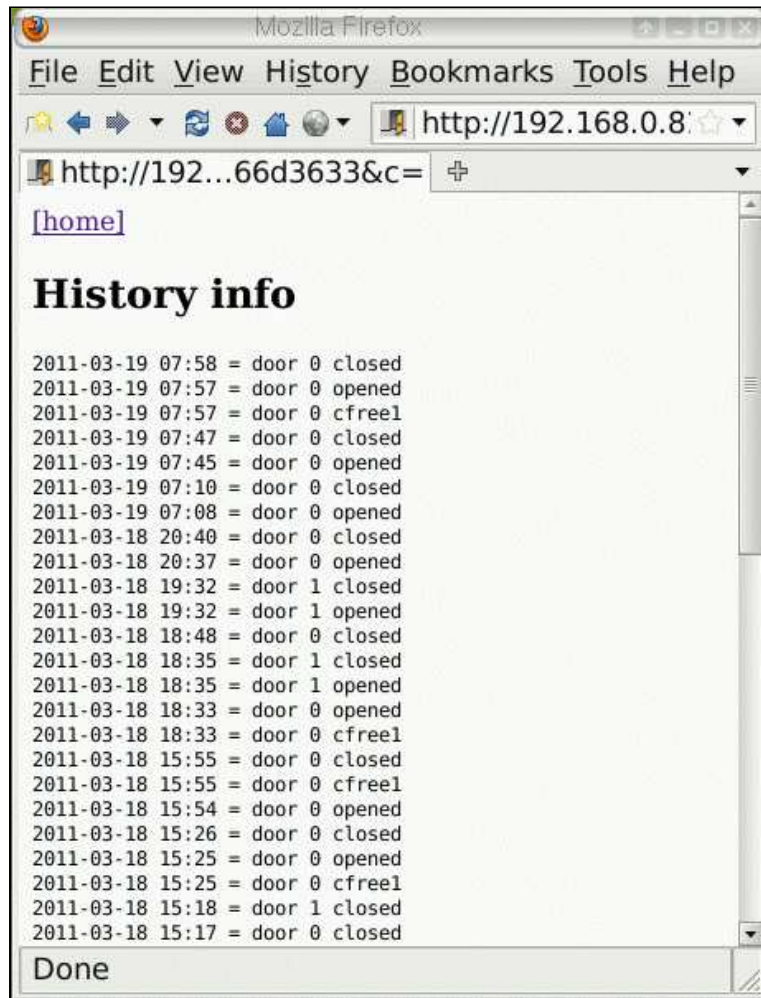 Mozilla Firefox
File Edit View History Bookmarks Tools Help
http://192.168.0.8
http://192...66d3633&c=
[home]
History info
2011-03-19 07:58 = door 0 closed
2011-03-19 07:57 = door 0 opened
2011-03-19 07:57 = door 0 cfree1
2011-03-19 07:47 = door 0 closed
2011-03-19 07:45 = door 0 opened
2011-03-19 07:10 = door 0 closed
2011-03-19 07:08 = door 0 opened
2011-03-18 20:40 = door 0 closed
2011-03-18 20:37 = door 0 opened
2011-03-18 19:32 = door 1 closed
2011-03-18 19:32 = door 1 opened
2011-03-18 18:48 = door 0 closed
2011-03-18 18:35 = door 1 closed
2011-03-18 18:35 = door 1 opened
2011-03-18 18:33 = door 0 opened
2011-03-18 18:33 = door 0 cfree1
2011-03-18 15:55 = door 0 closed
2011-03-18 15:55 = door 0 cfree1
2011-03-18 15:54 = door 0 opened
2011-03-18 15:26 = door 0 closed
2011-03-18 15:25 = door 0 opened
2011-03-18 15:25 = door 0 cfree1
2011-03-18 15:18 = door 1 closed
2011-03-18 15:17 = door 0 closed
Done